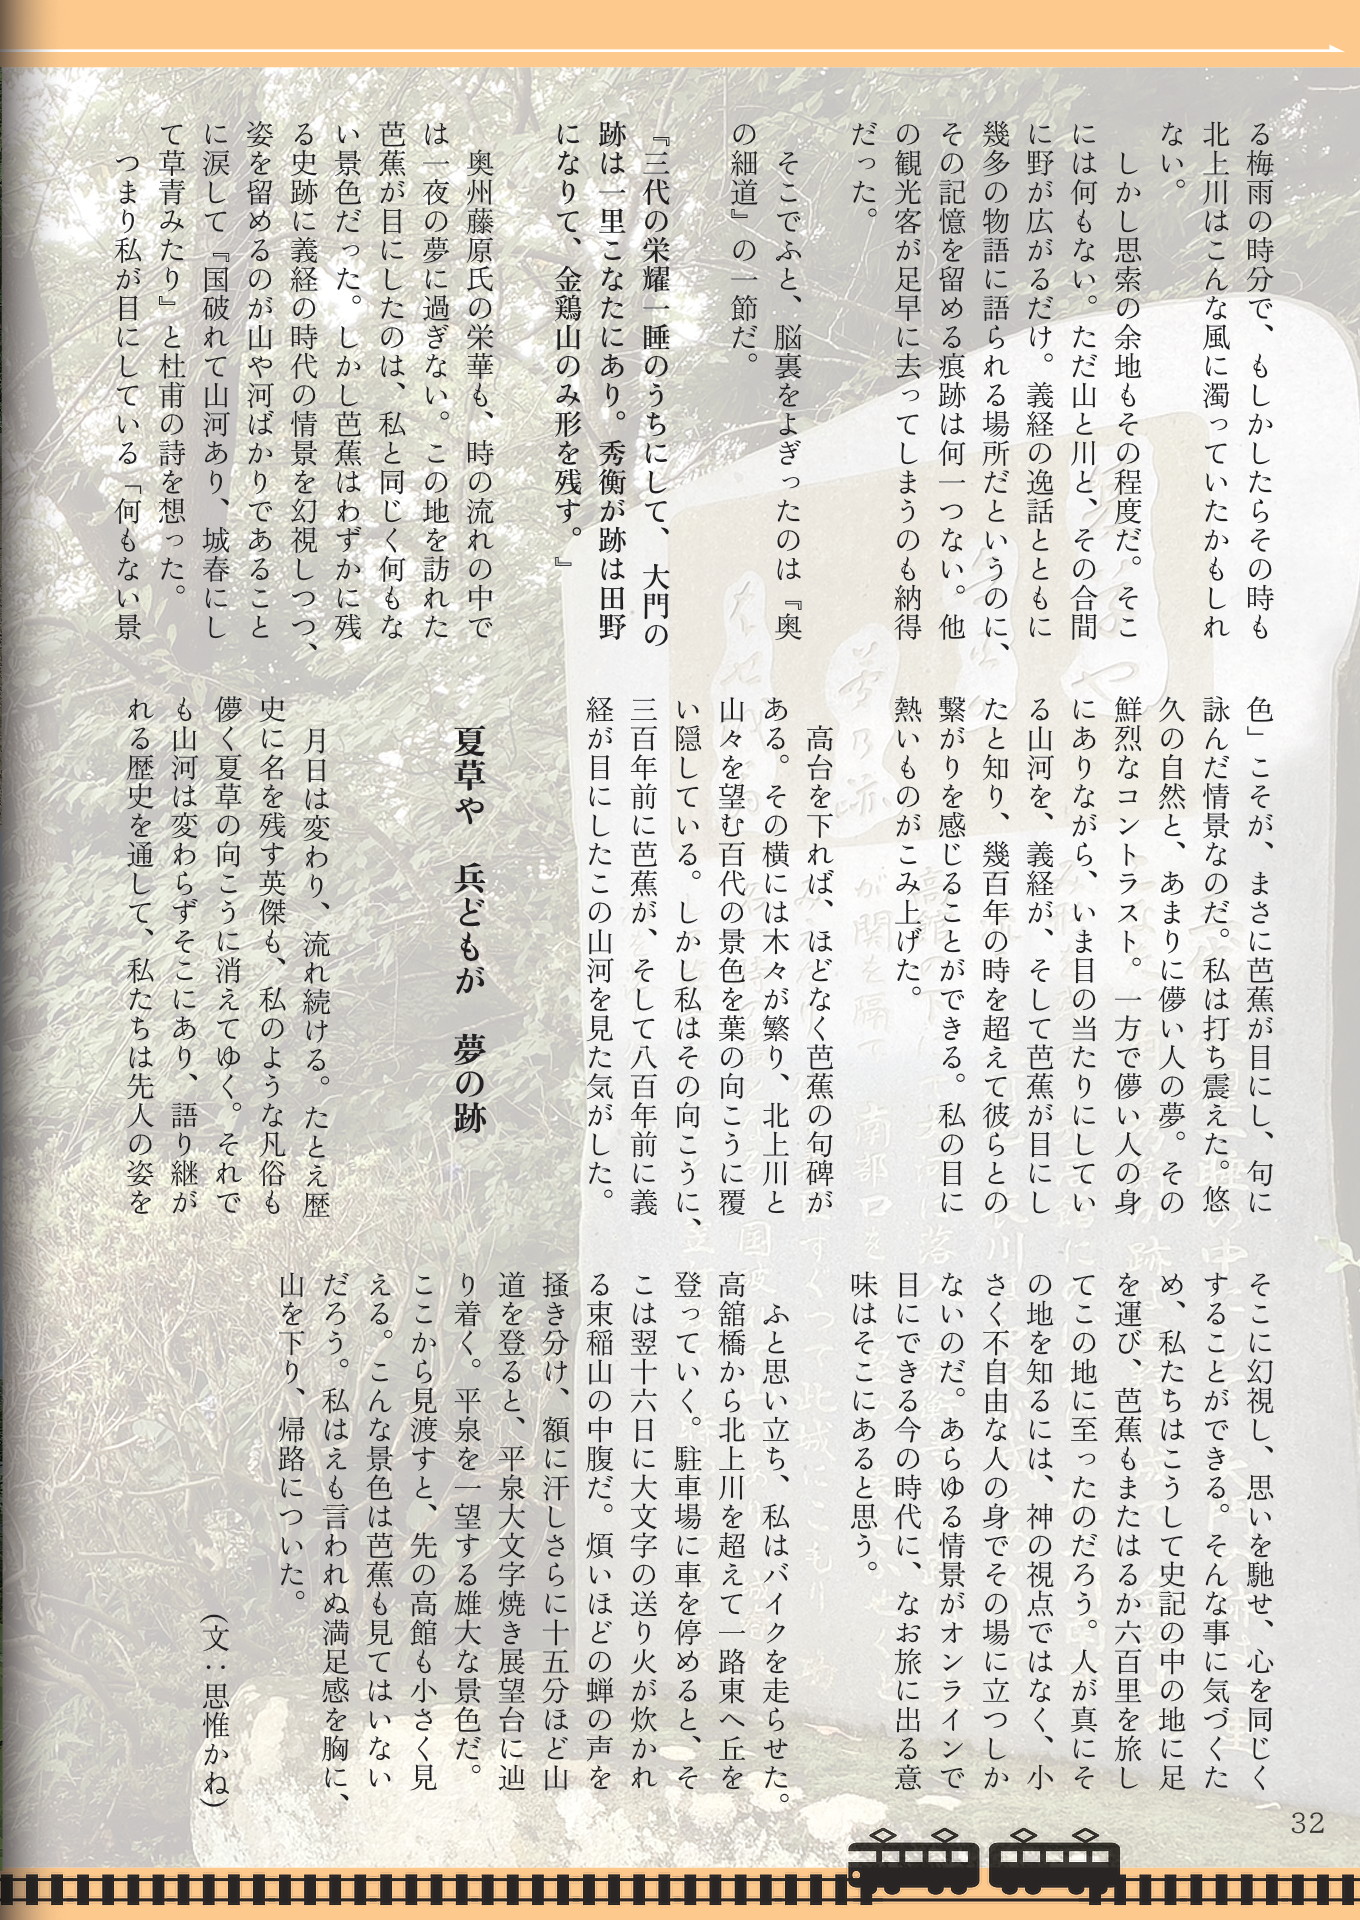 る梅雨の時分で、もしかしたらその時も
北上川はこんな風に濁っていたかもしれ
ない。
しかし思索の余地もその程度だ。そこ
には何もない。ただ山と川と、その合間
に野が広がるだけ。義経の逸話とともに
幾多の物語に語られる場所だというのに、
その記憶を留める痕跡は何一つない。他
の観光客が足早に去ってしまうのも納得
だった。
そこでふと、脳裏をよぎったのは『奥
の細道』の一節だ。
『三代の栄耀一睡のうちにして、大門の
跡は一里こなたにあり。秀衡が跡は田野
になりて、金鶏山のみ形を残す。』
奥州藤原氏の栄華も、時の流れの中で
は一夜の夢に過ぎない。この地を訪れた
芭蕉が目にしたのは、私と同じく何もな
い景色だった。しかし芭蕉はわずかに残
る史跡に義経の時代の情景を幻視しつつ、
姿を留めるのが山や河ばかりであること
に涙して『国破れて山河あり、城春にし
て草青みたり』と杜甫の詩を想った。
つまり私が目にしている「何もない景
色」こそが、まさに芭蕉が目にし、句に
詠んだ情景なのだ。私は打ち震えた。悠
久の自然と、あまりに儚い人の夢。その
鮮烈なコントラスト。一方で儚い人の身
にありながら、いま目の当たりにしてい
る山河を、義経が、そして芭蕉が目にし
たと知り、幾百年の時を超えて彼らとの
繋がりを感じることができる。私の目に
熱いものがこみ上げた。
高台を下れば、ほどなく芭蕉の句碑が
ある。その横には木々が繁り、北上川と
山々を望む百代の景色を葉の向こうに覆
い隠している。しかし私はその向こうに、
三百年前に芭蕉が、そして八百年前に義
経が目にしたこの山河を見た気がした。
夏草や 兵どもが 夢の跡
月日は変わり、流れ続ける。たとえ歴
史に名を残す英傑も、私のような凡俗も
儚く夏草の向こうに消えてゆく。それで
も山河は変わらずそこにあり、語り継が
れる歴史を通して、私たちは先人の姿を
そこに幻視し、思いを馳せ、心を同じく
することができる。そんな事に気づくた
め、私たちはこうして史記の中の地に足
を運び、芭蕉もまたはるか六百里を旅し
てこの地に至ったのだろう。人が真にそ
の地を知るには、神の視点ではなく、小
さく不自由な人の身でその場に立つしか
ないのだ。あらゆる情景がオンラインで
目にできる今の時代に、なお旅に出る意
味はそこにあると思う。
ふと思い立ち、私はバイクを走らせた。
高舘橋から北上川を超えて一路東へ丘を
登っていく。駐車場に車を停めると、そ
こは翌十六日に大文字の送り火が炊かれ
る束稲山の中腹だ。煩いほどの蝉の声を
掻き分け、額に汗しさらに十五分ほど山
道を登ると、平泉大文字焼き展望台に辿
り着く。平泉を一望する雄大な景色だ。
ここから見渡すと、先の高館も小さく見
える。こんな景色は芭蕉も見てはいない
だろう。私はえも言われぬ満足感を胸に、
山を下り、帰路についた。
(文：思惟かね)
32